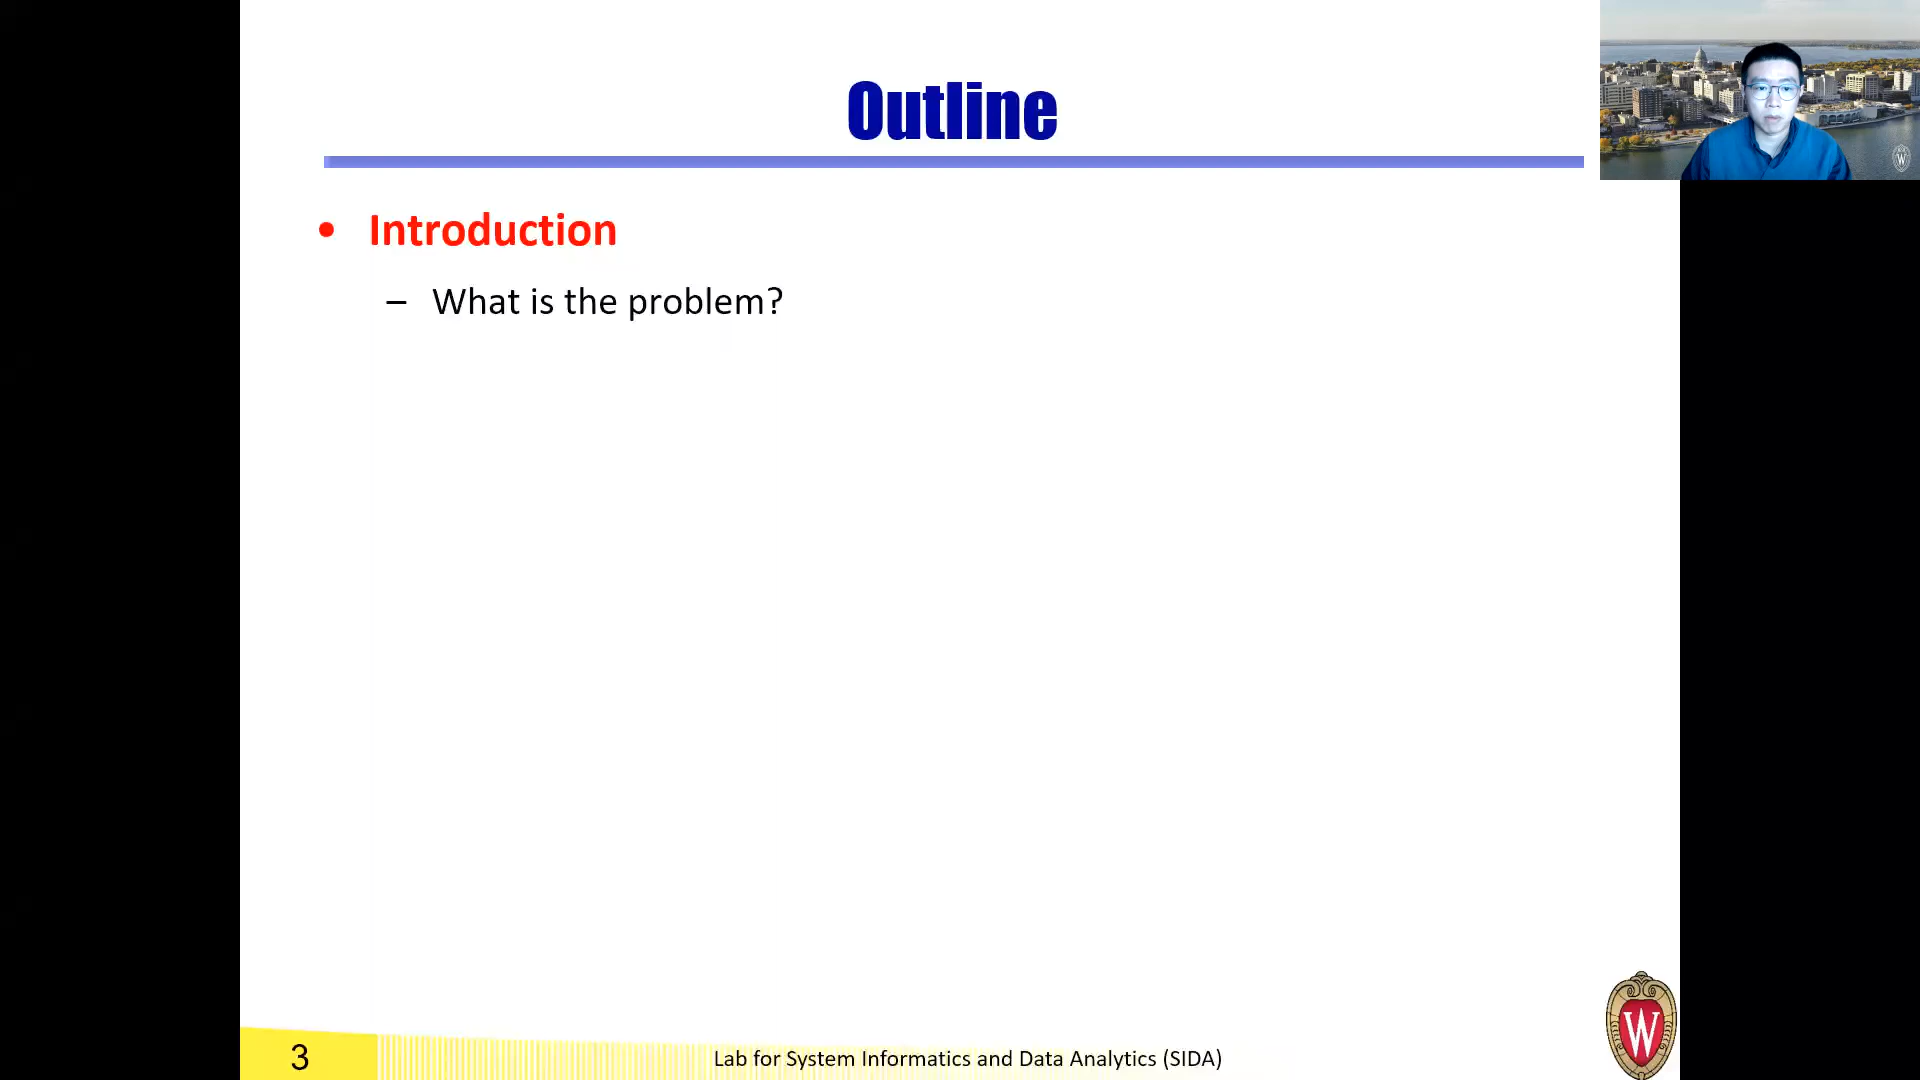 Outline
• Introduction
– What is the problem?
3
Lab for System Informatics and Data Analytics (SIDA)
W
W